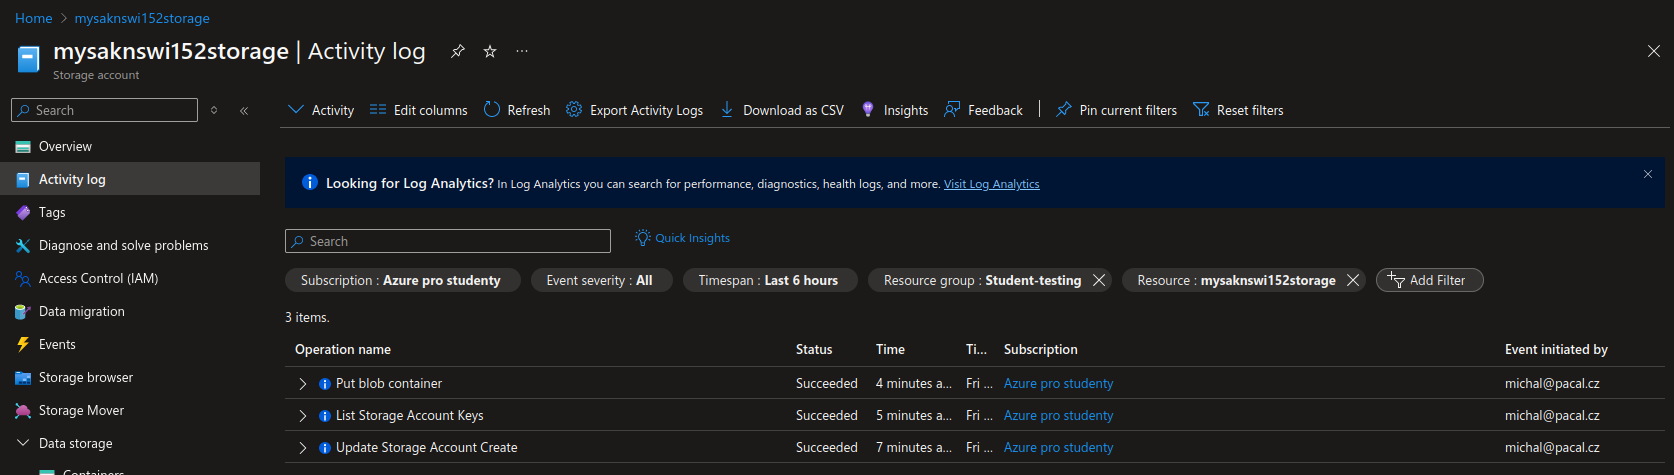 Home > mysaknswi152storage
mysaknswi152storage | Activity log
Storage account
Search
Overview
Activity log
Tags
Diagnose and solve problems
Access Control (IAM)
Data migration
Events
Storage browser
Storage Mover
Data storage
Containers
Activity Edit columns Refresh Export Activity Logs Download as CSV Insights Feedback Pin current filters Reset filters
Looking for Log Analytics? In Log Analytics you can search for performance, diagnostics, health logs, and more. Visit Log Analytics
Search Quick Insights
Subscription : Azure pro studenty Event severity : All Timespan : Last 6 hours Resource group : Student-testing Resource : mysaknswi152storage Add Filter
3 items.
Operation name Status Time Ti... Subscription Event initiated by
Put blob container Succeeded 4 minutes a... Fri ... Azure pro studenty michal@pacal.cz
List Storage Account Keys Succeeded 5 minutes a... Fri ... Azure pro studenty michal@pacal.cz
Update Storage Account Create Succeeded 7 minutes a... Fri ... Azure pro studenty michal@pacal.cz